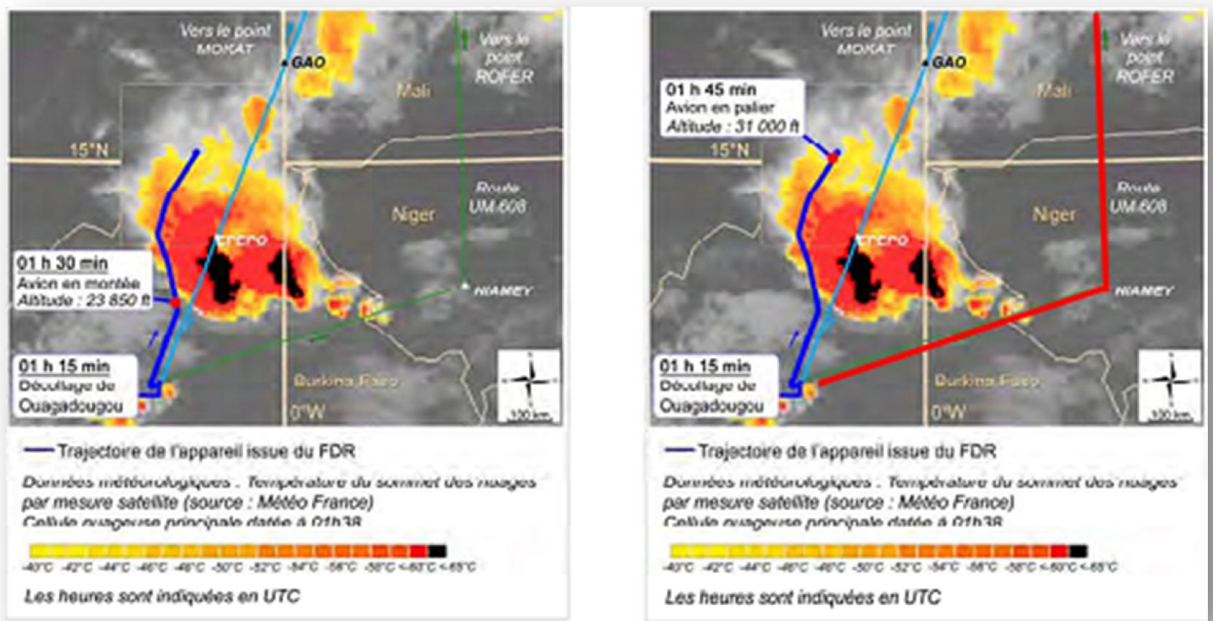 Vers le point
MOKAT
GAO
Vers le
point
ROFER
Mali
15°N
Route
UM-608
Niger
EPEPO
01 h 30 min
Avion en montée
Altitude : 23 850 ft
NIAMEY
01 h 15 min
Décollage de
Ouagadougou
Burkina Faso
0°W
100 km
Trajectoire de l'appareil issue du FDR
Données météorologiques : Température du sommet des nuages
par mesure satellite (source : Météo France)
Cellule nuageuse principale datée à 01h38
-40°C -42°C -44°C -46°C -48°C -50°C -52°C -54°C -56°C -58°C <-60°C <-65°C
Les heures sont indiquées en UTC
Vers le point
MOKAT
GAO
Vers le
point
ROFER
01 h 45 min
Avion en palier
Altitude : 31 000 ft
Mali
15°N
Route
UM-608
Niger
EPEPO
NIAMEY
01 h 15 min
Décollage de
Ouagadougou
Burkina Faso
0°W
100 km
Trajectoire de l'appareil issue du FDR
Données météorologiques : Température du sommet des nuages
par mesure satellite (source : Météo France)
Cellule nuageuse principale datée à 01h38
-40°C -42°C -44°C -46°C -48°C -50°C -52°C -54°C -56°C -58°C <-60°C <-65°C
Les heures sont indiquées en UTC